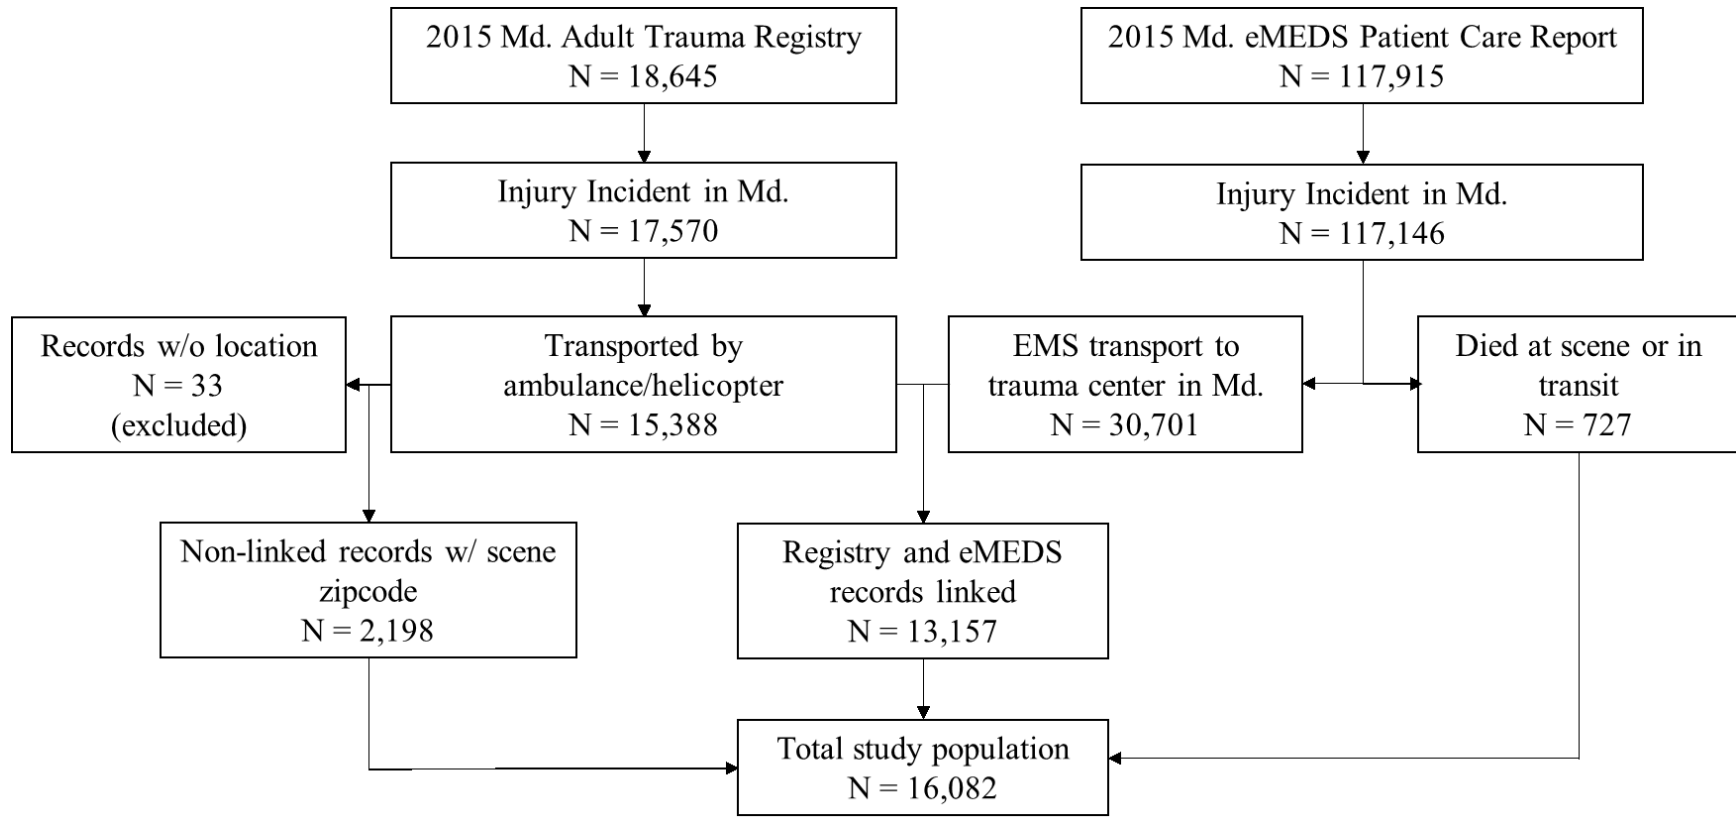 2015 Md. Adult Trauma Registry
N = 18,645
2015 Md. eMEDS Patient Care Report
N = 117,915
Injury Incident in Md.
N = 17,570
Injury Incident in Md.
N = 117,146
Records w/o location
N = 33
(excluded)
Transported by
ambulance/helicopter
N = 15,388
EMS transport to
trauma center in Md.
N = 30,701
Died at scene or in
transit
N = 727
Non-linked records w/ scene
zipcode
N = 2,198
Registry and eMEDS
records linked
N = 13,157
Total study population
N = 16,082